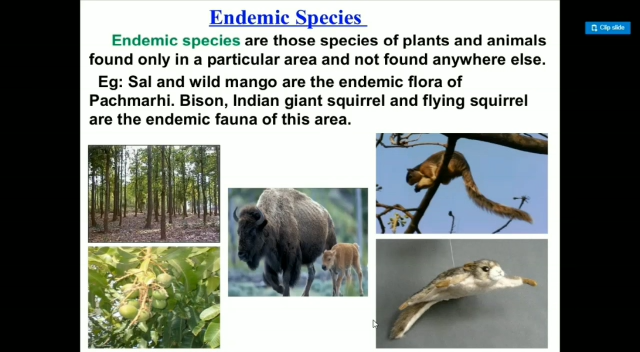 Endemic Species
Endemic species are those species of plants and animals
found only in a particular area and not found anywhere else.
Eg: Sal and wild mango are the endemic flora of
Pachmarhi. Bison, Indian giant squirrel and flying squirrel
are the endemic fauna of this area.
Clip slide